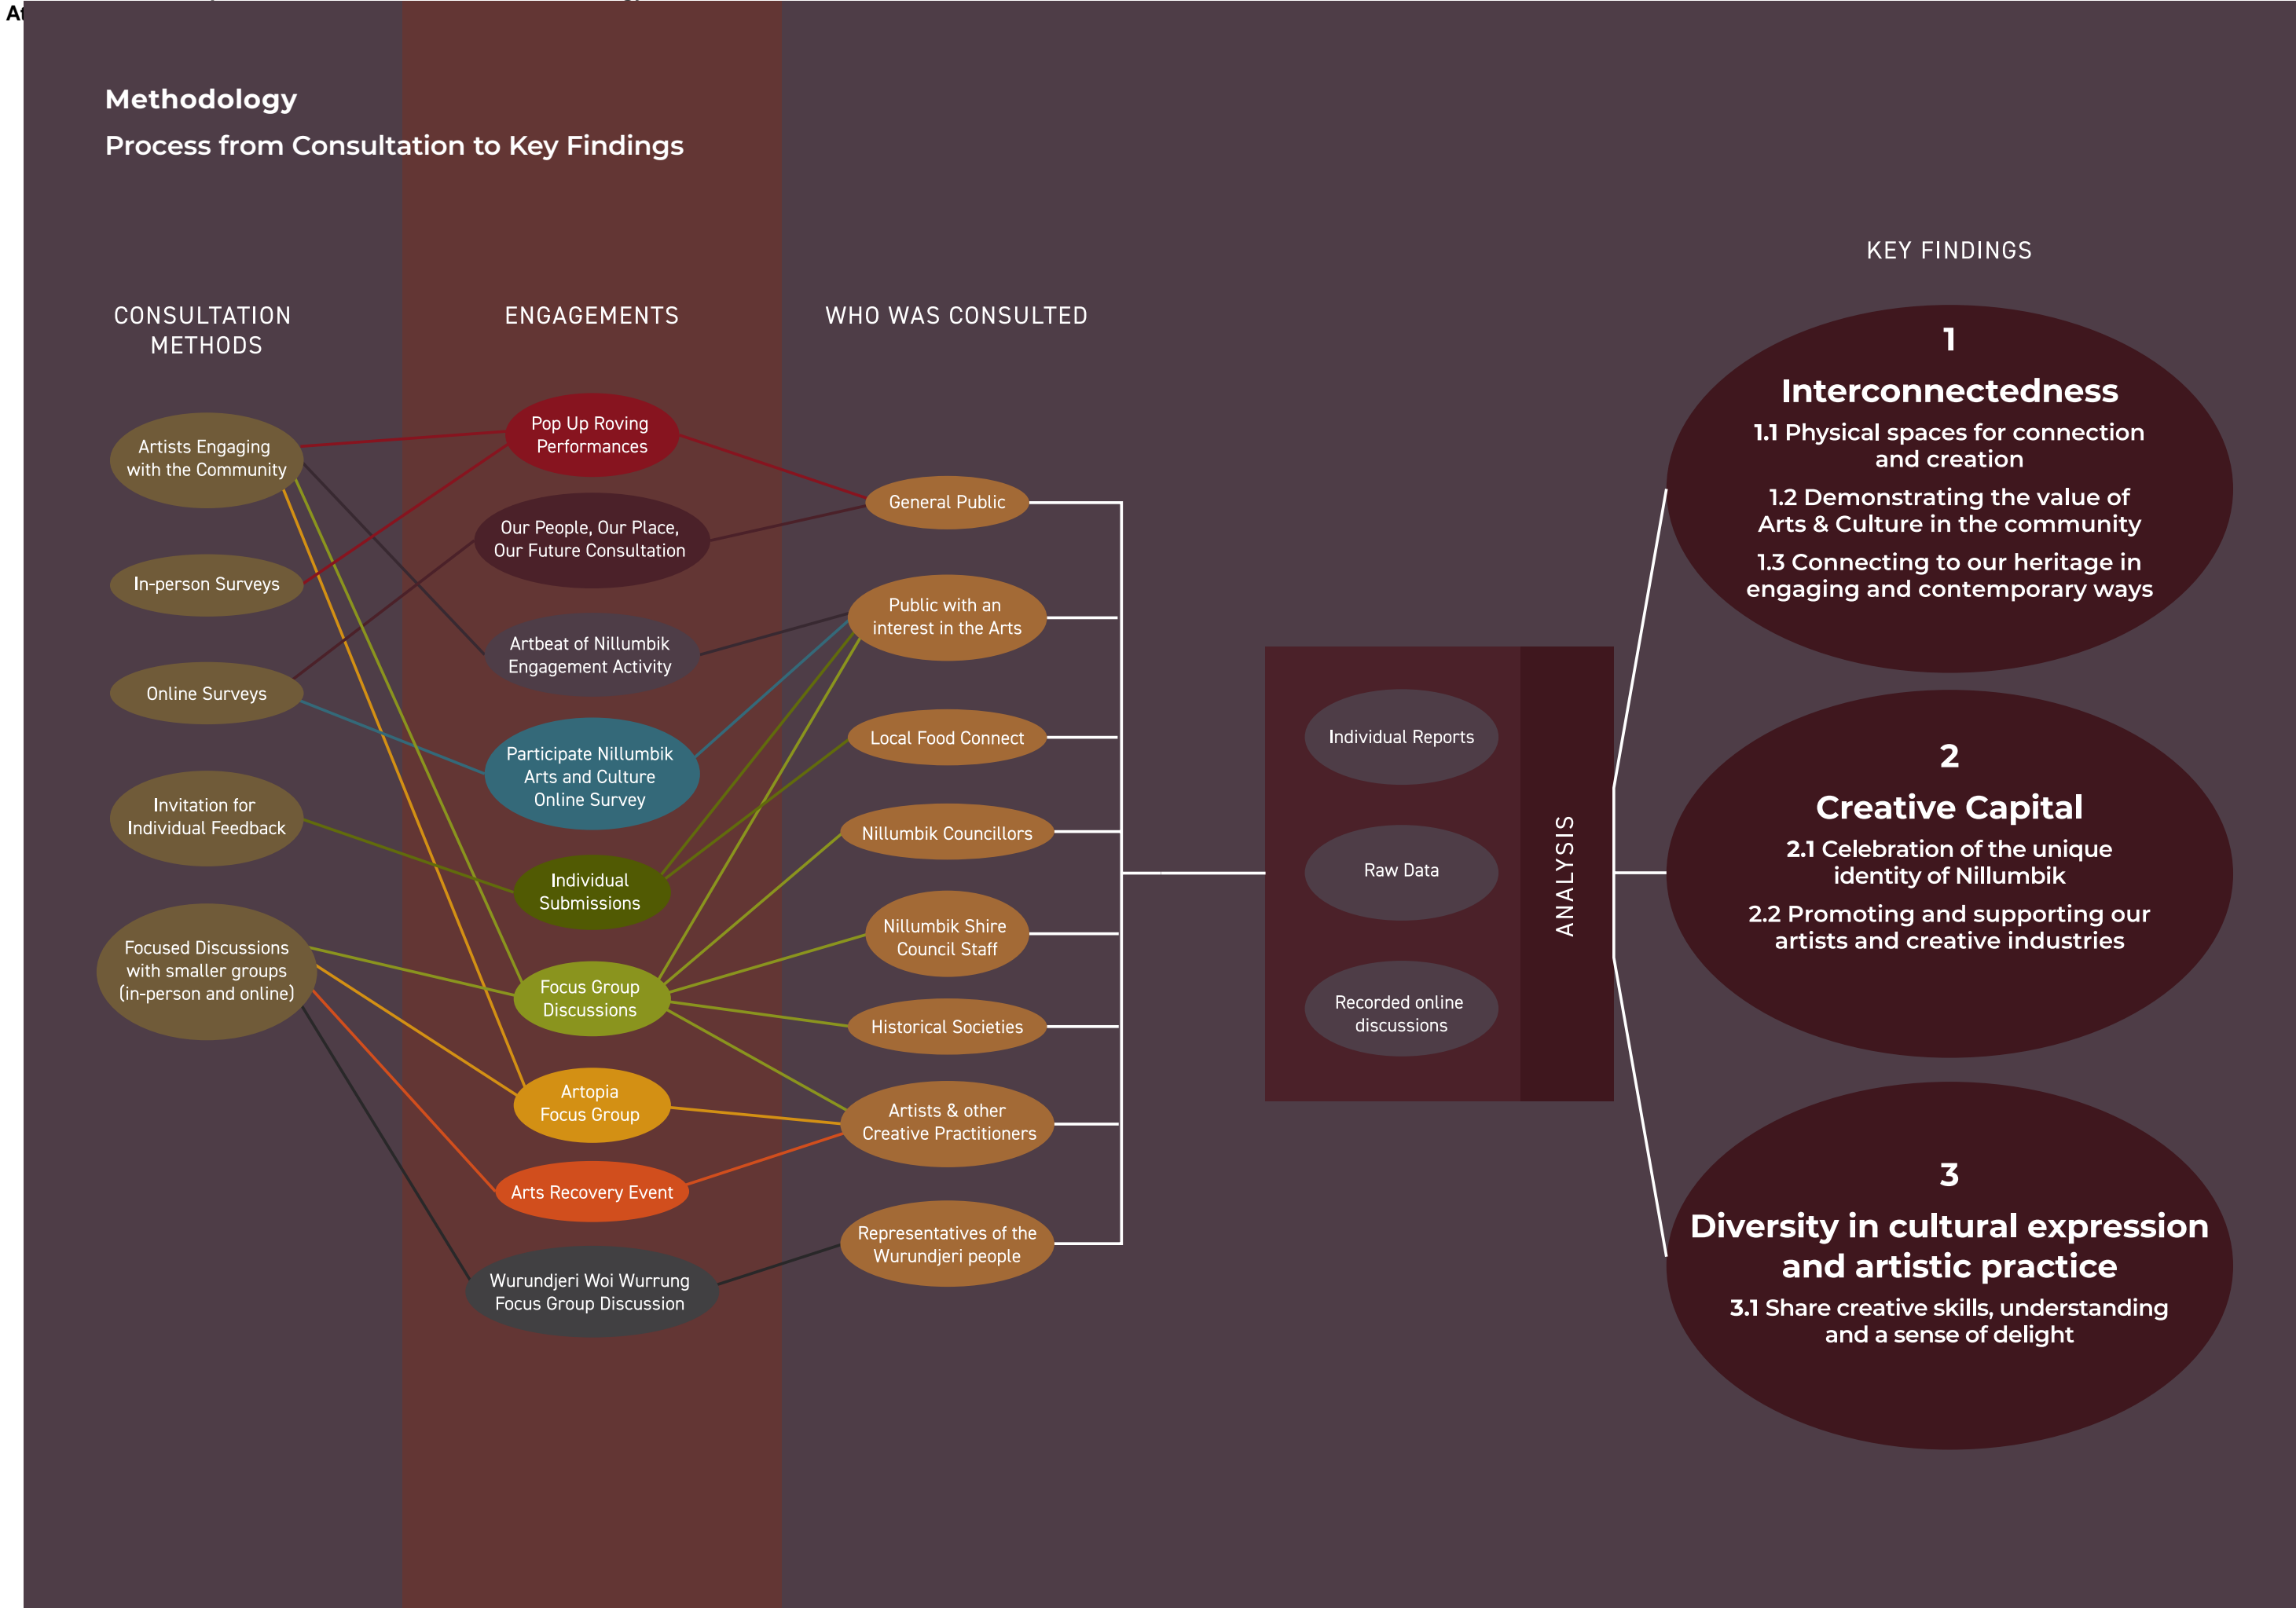 Methodology
Process from Consultation to Key Findings
CONSULTATION
METHODS
Artists Engaging
with the Community
In-person Surveys
Online Surveys
Invitation for
Individual Feedback
Focused Discussions
with smaller groups
(in-person and online)
ENGAGEMENTS
Pop Up Roving
Performances
Our People, Our Place,
Our Future Consultation
Artbeat of Nillumbik
Engagement Activity
Participate Nillumbik
Arts and Culture
Online Survey
Individual
Submissions
Focus Group
Discussions
Artopia
Focus Group
Arts Recovery Event
Wurundjeri Woi Wurrung
Focus Group Discussion
WHO WAS CONSULTED
General Public
Public with an
interest in the Arts
Local Food Connect
Nillumbik Councillors
Nillumbik Shire
Council Staff
Historical Societies
Artists & other
Creative Practitioners
Representatives of the
Wurundjeri people
Individual Reports
Raw Data
Recorded online
discussions
ANALYSIS
KEY FINDINGS
1
Interconnectedness
1.1 Physical spaces for connection
and creation
1.2 Demonstrating the value of
Arts & Culture in the community
1.3 Connecting to our heritage in
engaging and contemporary ways
2
Creative Capital
2.1 Celebration of the unique
identity of Nillumbik
2.2 Promoting and supporting our
artists and creative industries
3
Diversity in cultural expression
and artistic practice
3.1 Share creative skills, understanding
and a sense of delight